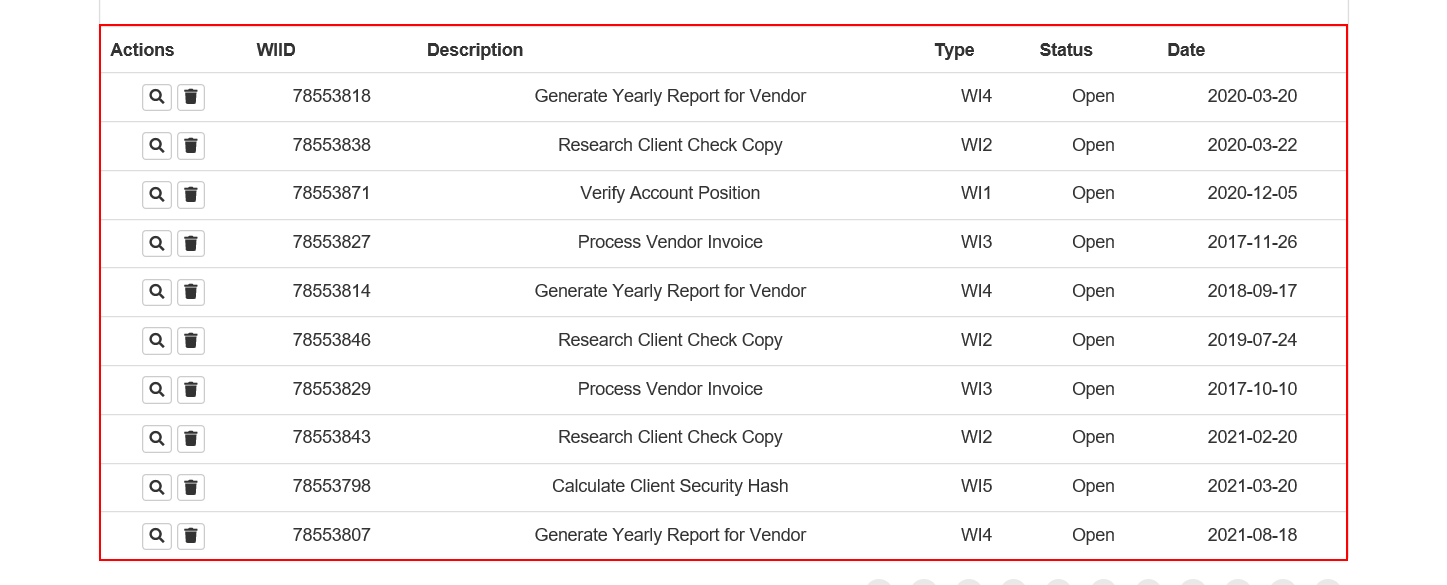 Actions WIID Description Type Status Date
78553818 Generate Yearly Report for Vendor WI4 Open 2020-03-20
78553838 Research Client Check Copy WI2 Open 2020-03-22
78553871 Verify Account Position WI1 Open 2020-12-05
78553827 Process Vendor Invoice WI3 Open 2017-11-26
78553814 Generate Yearly Report for Vendor WI4 Open 2018-09-17
78553846 Research Client Check Copy WI2 Open 2019-07-24
78553829 Process Vendor Invoice WI3 Open 2017-10-10
78553843 Research Client Check Copy WI2 Open 2021-02-20
78553798 Calculate Client Security Hash WI5 Open 2021-03-20
78553807 Generate Yearly Report for Vendor WI4 Open 2021-08-18